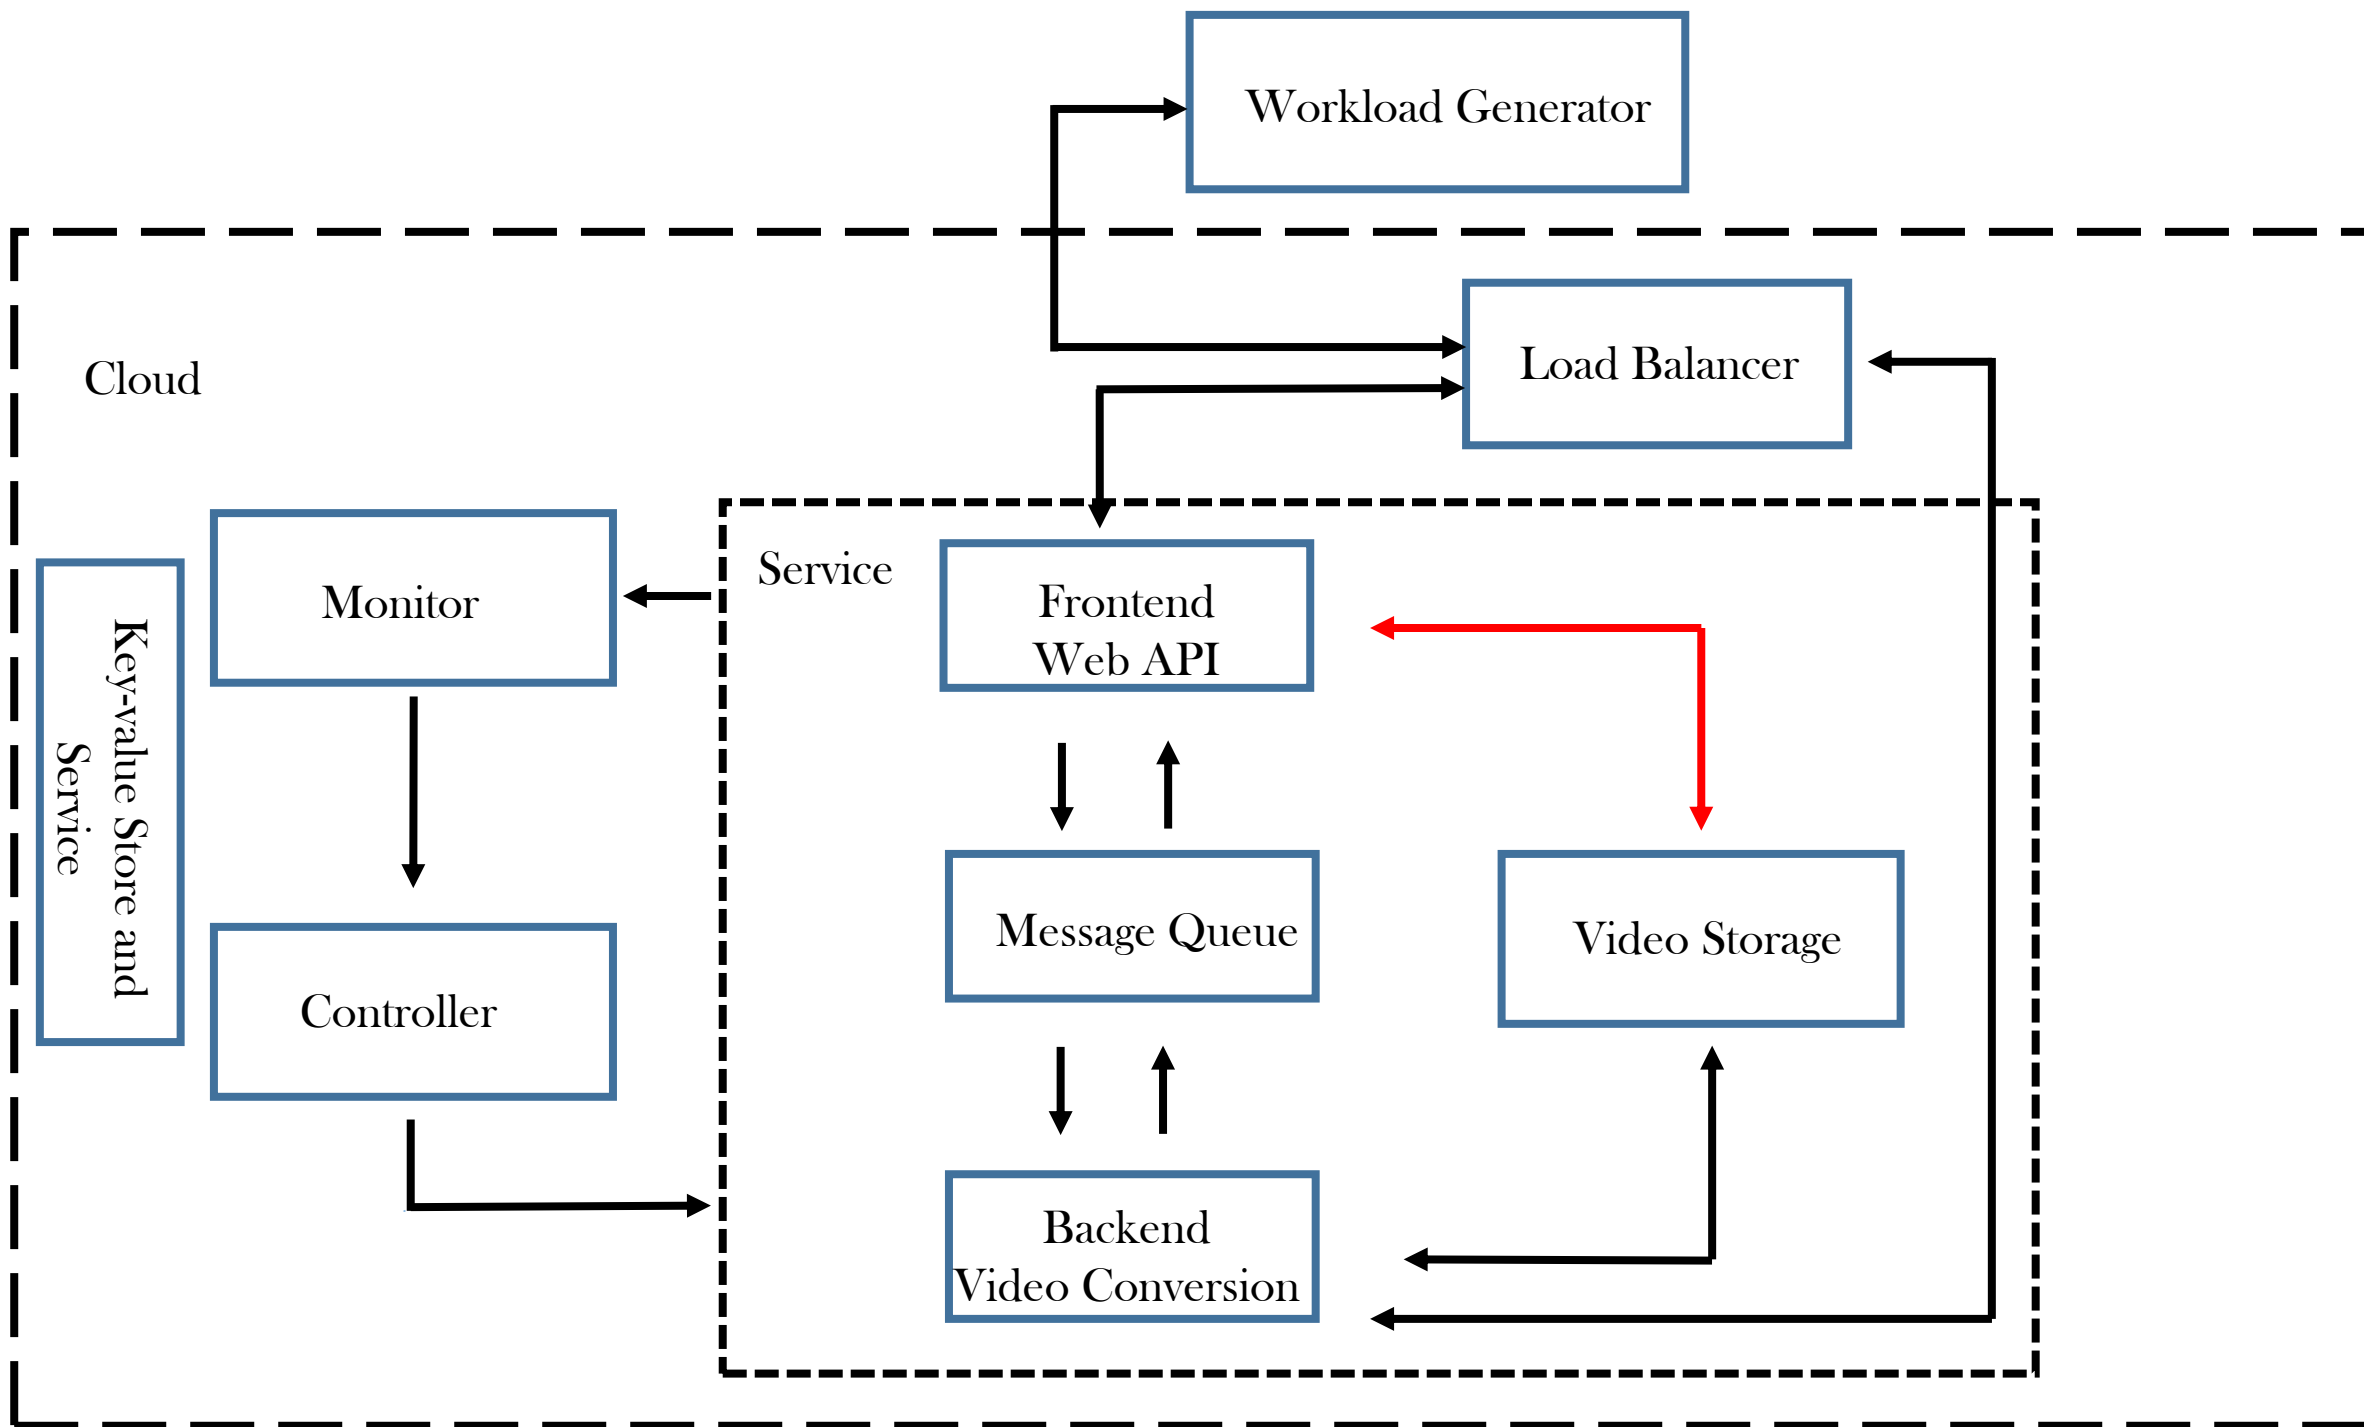 Workload Generator
Load Balancer
Cloud
Monitor
Service
Frontend
Web API
Key-value Store and
Service
Message Queue
Video Storage
Controller
Backend
Video Conversion